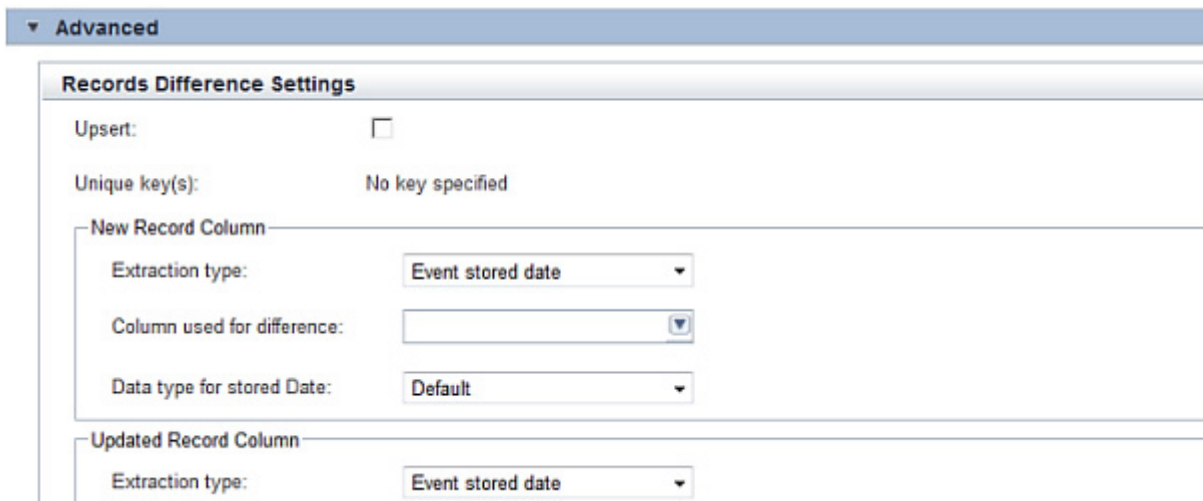 Advanced
Records Difference Settings
Upsert:
Unique key(s): No key specified
New Record Column
Extraction type: Event stored date
Column used for difference:
Data type for stored Date: Default
Updated Record Column
Extraction type: Event stored date